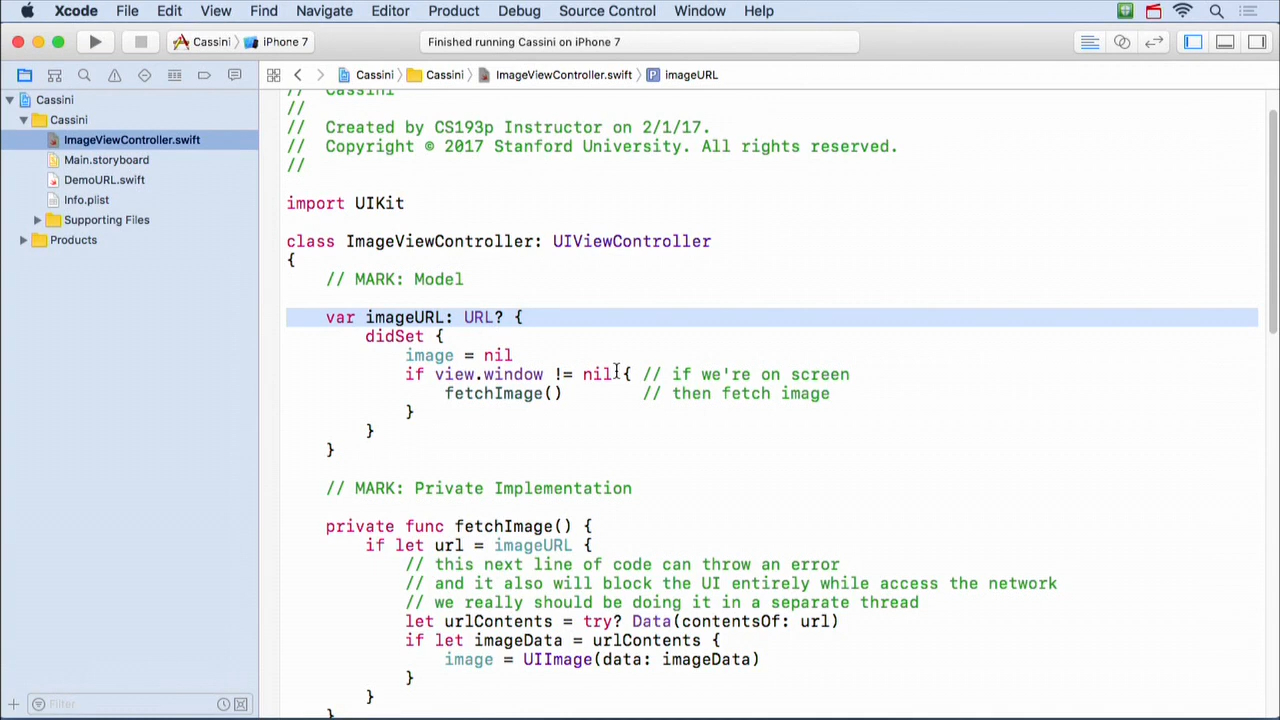 Xcode File Edit View Find Navigate Editor Product Debug Source Control Window Help
Cassini iPhone 7 Finished running Cassini on iPhone 7
Cassini Cassini ImageViewController.swift imageURL
Cassini
Cassini
ImageViewController.swift
Main.storyboard
DemoURL.swift
Info.plist
Supporting Files
Products
Filter
// Cassini
//
// Created by CS193p Instructor on 2/1/17.
// Copyright © 2017 Stanford University. All rights reserved.
//
import UIKit
class ImageViewController: UIViewController
{
// MARK: Model
var imageURL: URL? {
didSet {
image = nil
if view.window != nil { // if we're on screen
fetchImage() // then fetch image
}
}
}
// MARK: Private Implementation
private func fetchImage() {
if let url = imageURL {
// this next line of code can throw an error
// and it also will block the UI entirely while access the network
// we really should be doing it in a separate thread
let urlContents = try? Data(contentsOf: url)
if let imageData = urlContents {
image = UIImage(data: imageData)
}
}
}